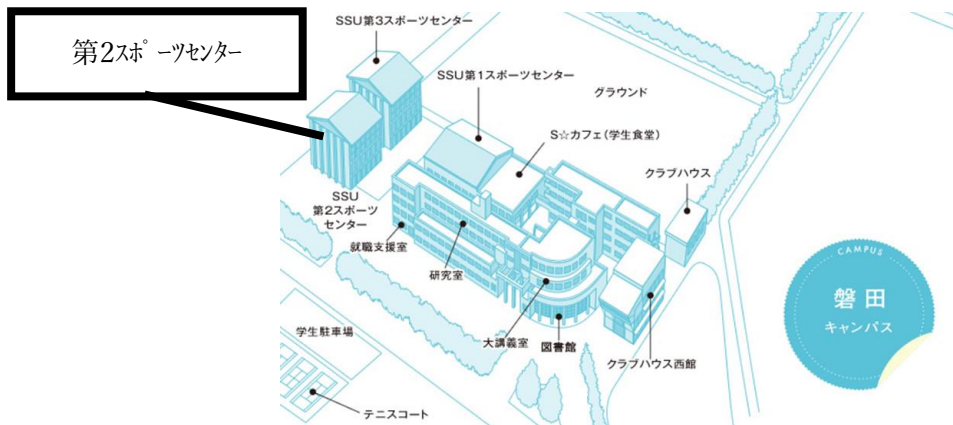 第2スポーツセンター
SSU第3スポーツセンター
SSU第1スポーツセンター
グラウンド
S☆カフェ(学生食堂)
クラブハウス
SSU
第2スポーツ
センター
就職支援室
研究室
大講義室
図書館
クラブハウス西館
学生駐車場
テニスコート
CAMPUS
磐田
キャンパス